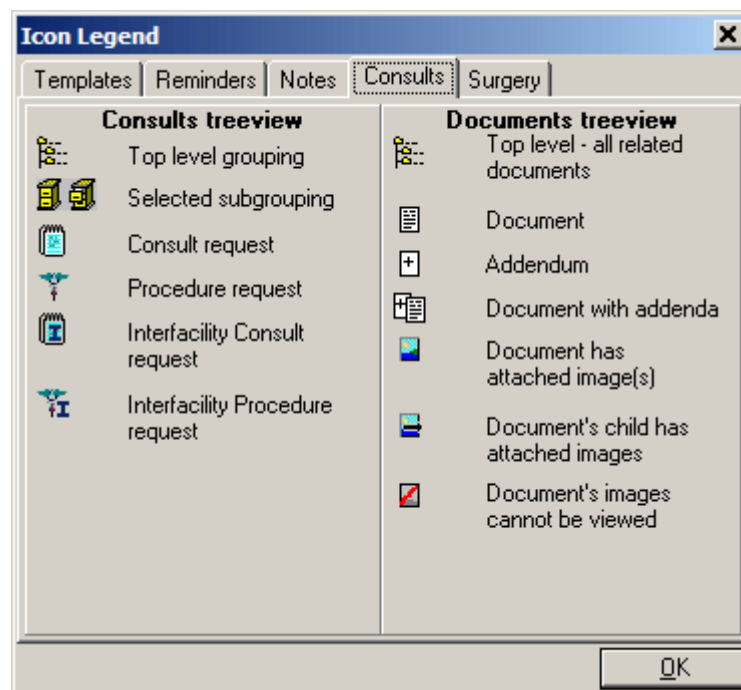 Icon Legend
Templates Reminders Notes Consults Surgery
Consults treeview
Top level grouping
Selected subgrouping
Consult request
Procedure request
Interfacility Consult
request
Interfacility Procedure
request
Documents treeview
Top level - all related
documents
Document
Addendum
Document with addenda
Document has
attached image(s)
Document's child has
attached images
Document's images
cannot be viewed
OK